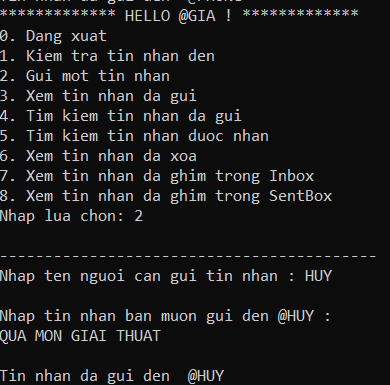 ************* HELLO @GIA ! *************
0. Dang xuat
1. Kiem tra tin nhan den
2. Gui mot tin nhan
3. Xem tin nhan da gui
4. Tim kiem tin nhan da gui
5. Tim kiem tin nhan duoc nhan
6. Xem tin nhan da xoa
7. Xem tin nhan da ghim trong Inbox
8. Xem tin nhan da ghim trong SentBox
Nhap lua chon: 2
------------------------------------------
Nhap ten nguoi can gui tin nhan : HUY
Nhap tin nhan ban muon gui den @HUY :
QUA MON GIAI THUAT
Tin nhan da gui den  @HUY